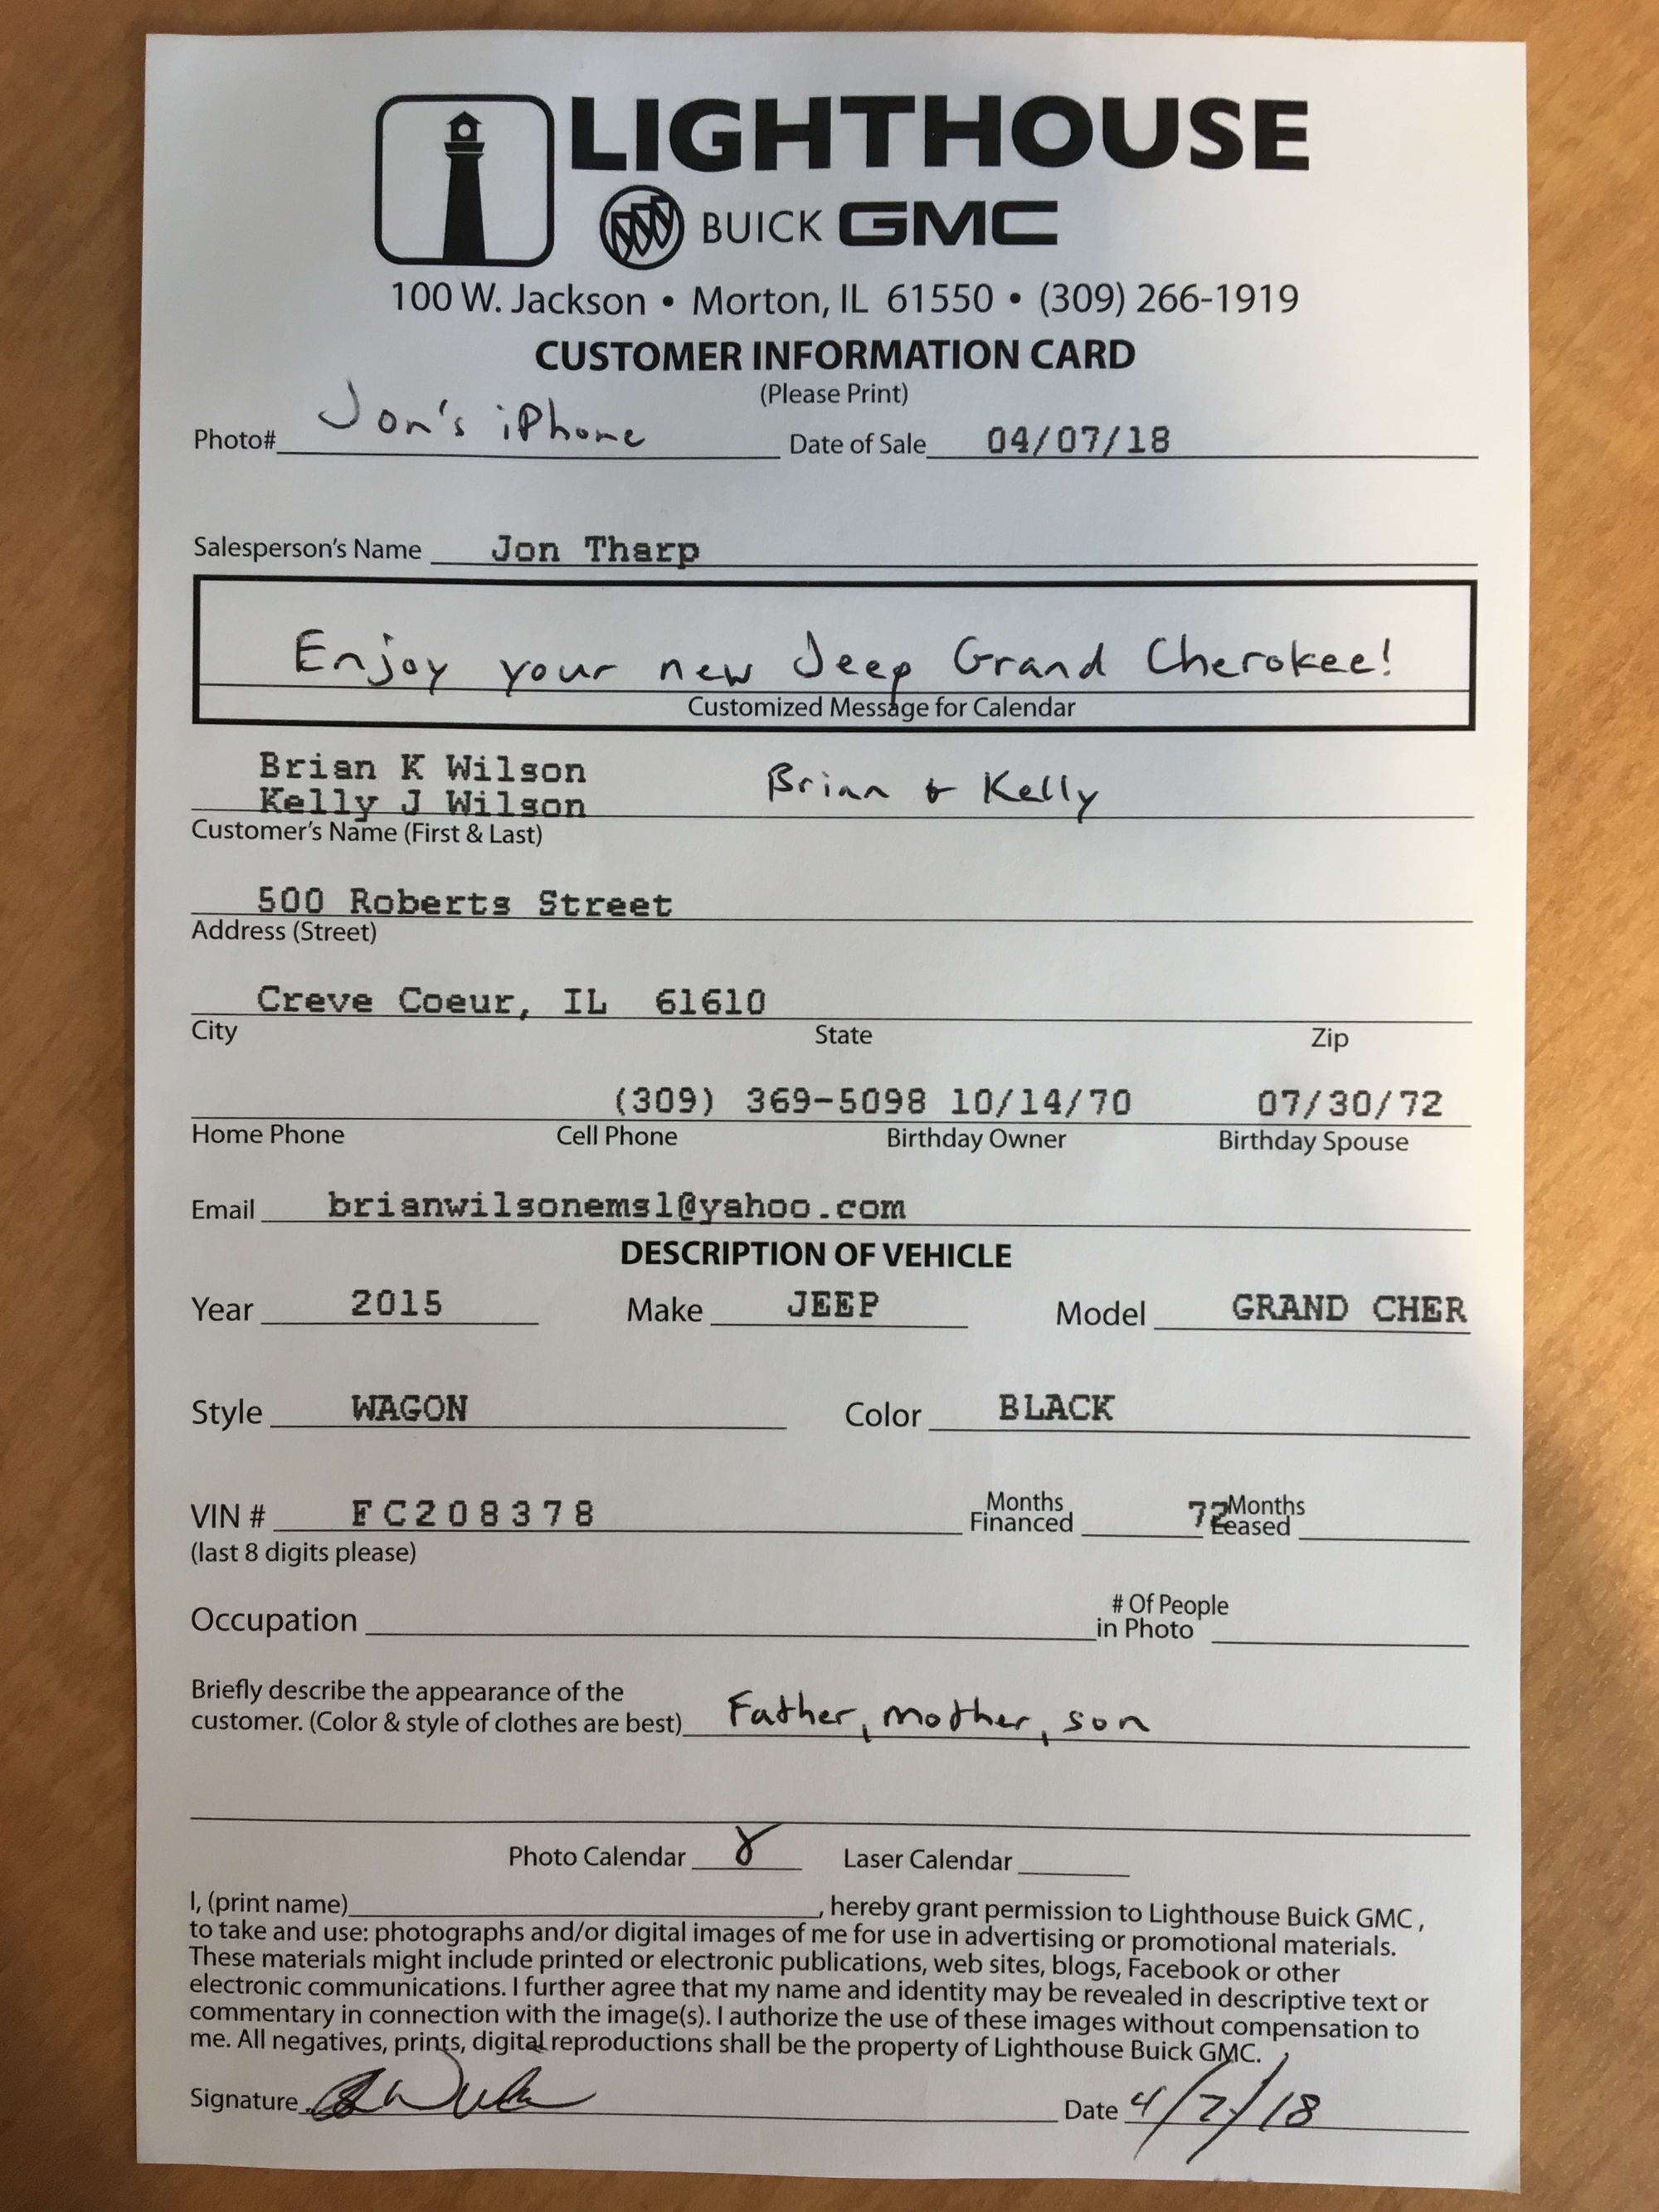 LIGHTHOUSE
BUICK GMC
100 W. Jackson • Morton, IL 61550 • (309) 266-1919
CUSTOMER INFORMATION CARD
(Please Print)
Photo# Jon's iPhone Date of Sale 04/07/18
Salesperson's Name Jon Tharp
Enjoy your new Jeep Grand Cherokee!
Customized Message for Calendar
Brian K Wilson
Kelly J Wilson Brian & Kelly
Customer's Name (First & Last)
500 Roberts Street
Address (Street)
Creve Coeur, IL 61610
City State Zip
(309) 369-5098 10/14/70 07/30/72
Home Phone Cell Phone Birthday Owner Birthday Spouse
Email brianwilsonems1@yahoo.com
DESCRIPTION OF VEHICLE
Year 2015 Make JEEP Model GRAND CHER
Style WAGON Color BLACK
VIN # FC208378 Months Financed 72 Months Leased
(last 8 digits please)
Occupation # Of People in Photo
Briefly describe the appearance of the
customer. (Color & style of clothes are best) Father, mother, son
Photo Calendar Laser Calendar
I, (print name) , hereby grant permission to Lighthouse Buick GMC ,
to take and use: photographs and/or digital images of me for use in advertising or promotional materials.
These materials might include printed or electronic publications, web sites, blogs, Facebook or other
electronic communications. I further agree that my name and identity may be revealed in descriptive text or
commentary in connection with the image(s). I authorize the use of these images without compensation to
me. All negatives, prints, digital reproductions shall be the property of Lighthouse Buick GMC.
Signature Date 4/7/18